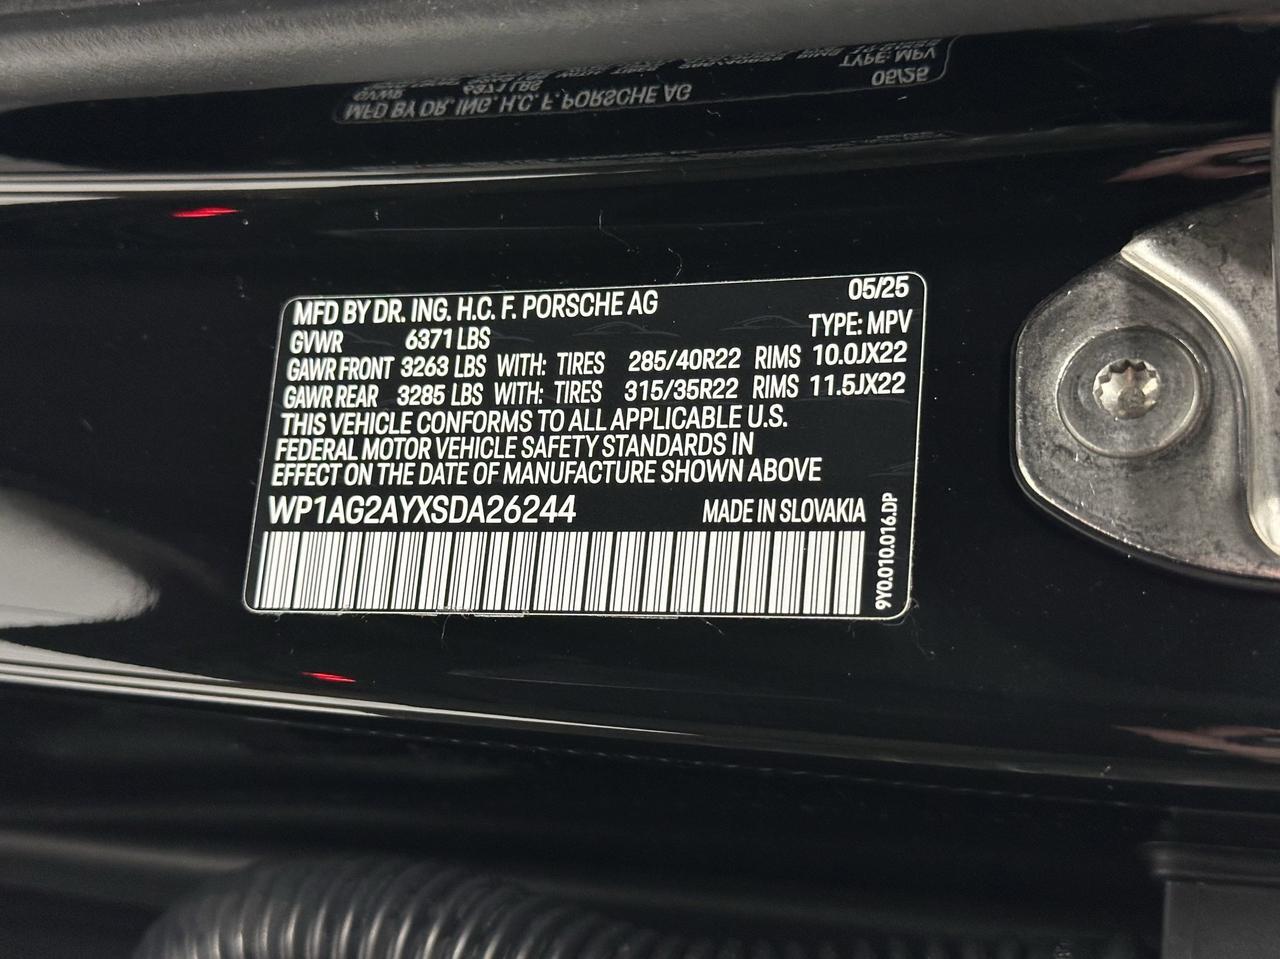 MFD BY DR. ING. H.C. F. PORSCHE AG 05/25
GVWR 6371 LBS TYPE: MPV
GAWR FRONT 3263 LBS WITH: TIRES 285/40R22 RIMS 10.0JX22
GAWR REAR 3285 LBS WITH: TIRES 315/35R22 RIMS 11.5JX22
THIS VEHICLE CONFORMS TO ALL APPLICABLE U.S.
FEDERAL MOTOR VEHICLE SAFETY STANDARDS IN
EFFECT ON THE DATE OF MANUFACTURE SHOWN ABOVE
WP1AG2AYXSDA26244 MADE IN SLOVAKIA
9Y0.010.016.DP